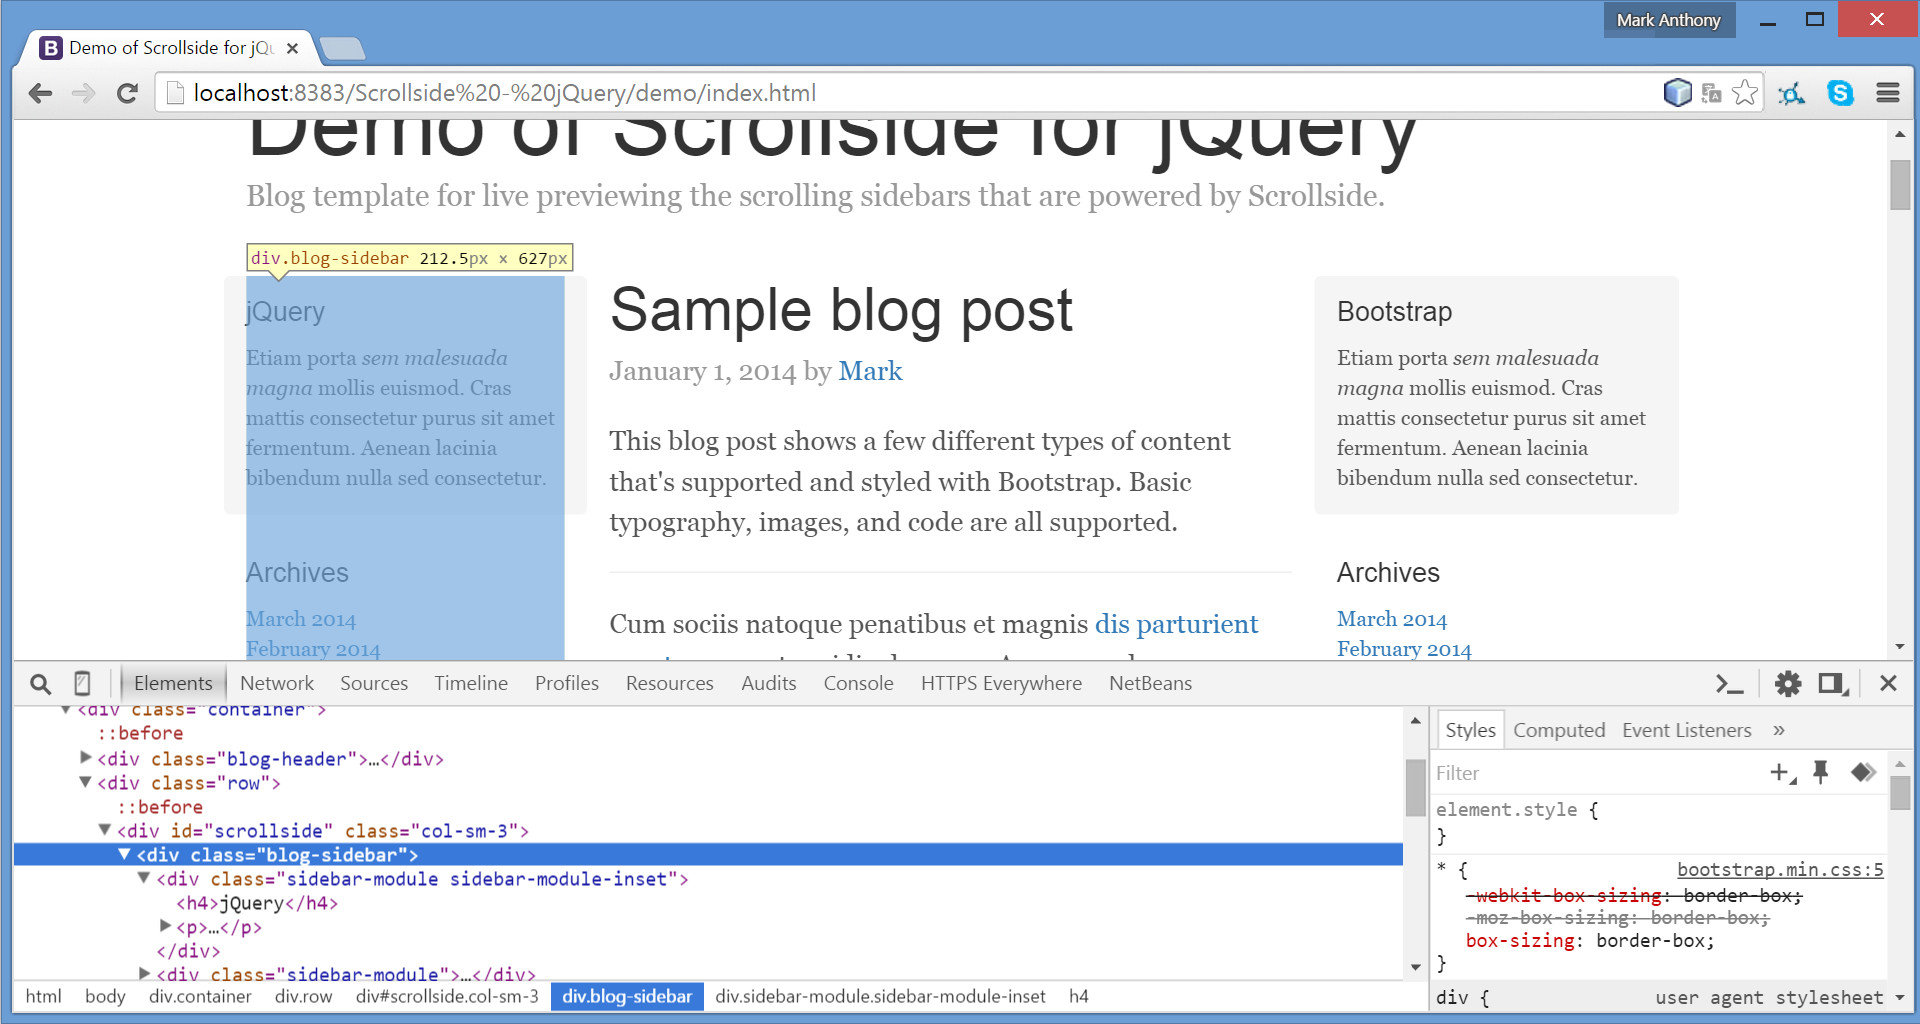 Mark Anthony
Demo of Scrollside for jQu
localhost:8383/Scrollside%20-%20jQuery/demo/index.html
Demo of Scrollside for jQuery
Blog template for live previewing the scrolling sidebars that are powered by Scrollside.
div.blog-sidebar 212.5px × 627px
jQuery
Etiam porta sem malesuada
magna mollis euismod. Cras
mattis consectetur purus sit amet
fermentum. Aenean lacinia
bibendum nulla sed consectetur.
Archives
March 2014
February 2014
Sample blog post
January 1, 2014 by Mark
This blog post shows a few different types of content
that's supported and styled with Bootstrap. Basic
typography, images, and code are all supported.
Cum sociis natoque penatibus et magnis dis parturient
Bootstrap
Etiam porta sem malesuada
magna mollis euismod. Cras
mattis consectetur purus sit amet
fermentum. Aenean lacinia
bibendum nulla sed consectetur.
Archives
March 2014
February 2014
Elements Network Sources Timeline Profiles Resources Audits Console HTTPS Everywhere NetBeans
<div class="container">
::before
<div class="blog-header">…</div>
<div class="row">
::before
<div id="scrollside" class="col-sm-3">
<div class="blog-sidebar">
<div class="sidebar-module sidebar-module-inset">
<h4>jQuery</h4>
<p>…</p>
</div>
<div class="sidebar-module">…</div>
html body div.container div.row div#scrollside.col-sm-3 div.blog-sidebar div.sidebar-module.sidebar-module-inset h4
Styles Computed Event Listeners »
Filter
element.style {
}
* { bootstrap.min.css:5
-webkit-box-sizing: border-box;
-moz-box-sizing: border-box;
box-sizing: border-box;
}
div { user agent stylesheet